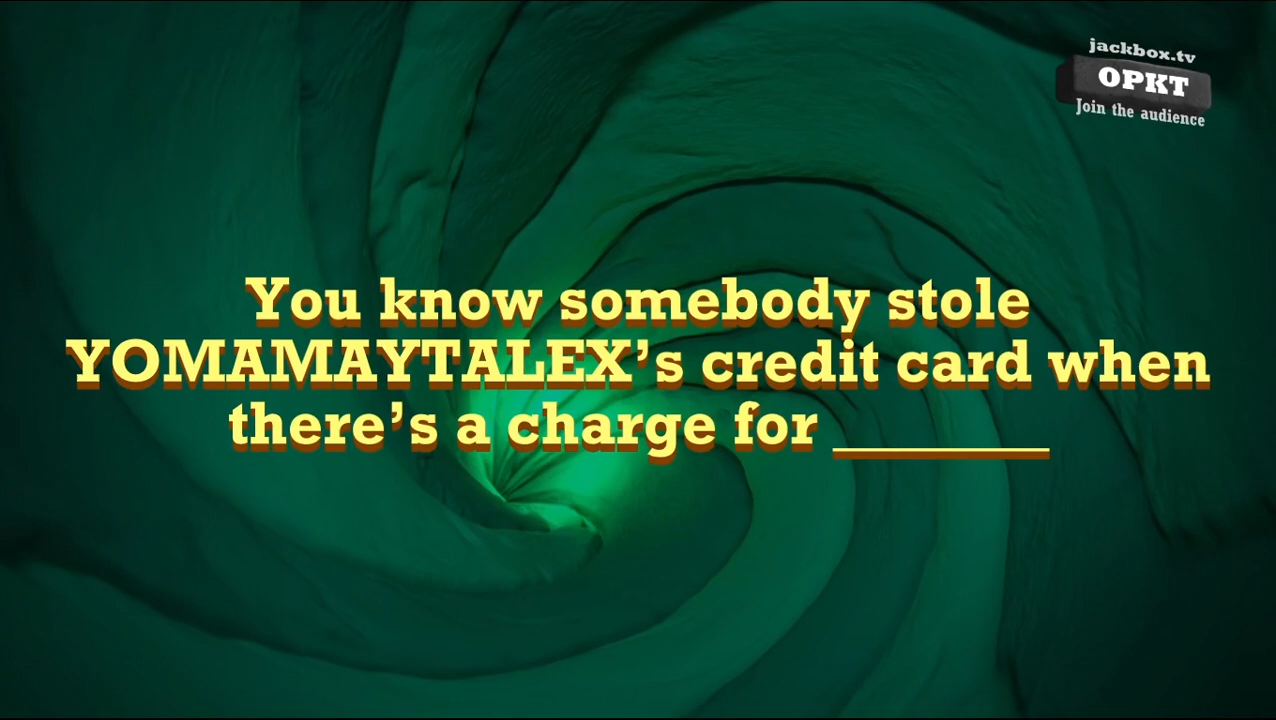 jackbox.tv
OPKT
Join the audience
You know somebody stole
YOMAMAYTALEX’s credit card when
there’s a charge for ________